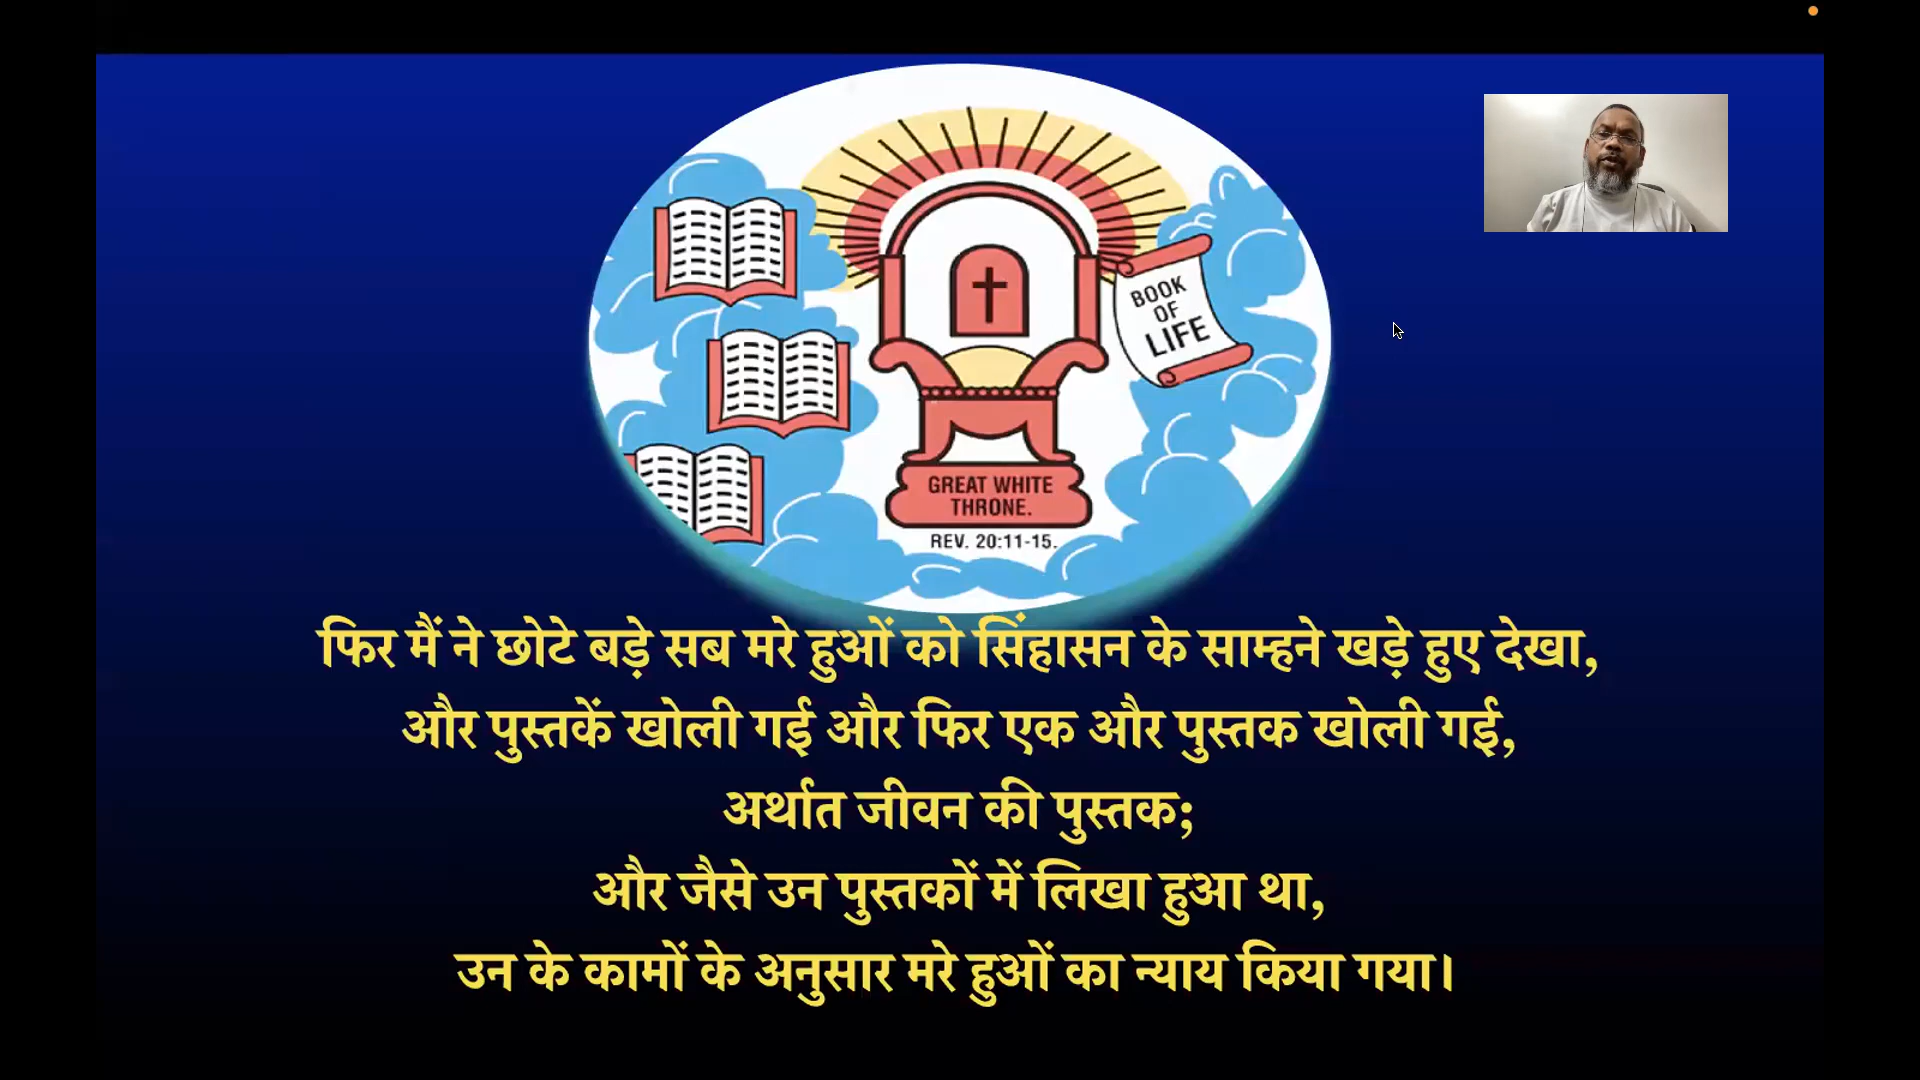 BOOK
OF
LIFE
GREAT WHITE
THRONE.
REV. 20:11-15.
फिर मैं ने छोटे बड़े सब मरे हुओं को सिंहासन के साम्हने खड़े हुए देखा,
और पुस्तकें खोली गई और फिर एक और पुस्तक खोली गई,
अर्थात जीवन की पुस्तक;
और जैसे उन पुस्तकों में लिखा हुआ था,
उन के कामों के अनुसार मरे हुओं का न्याय किया गया।